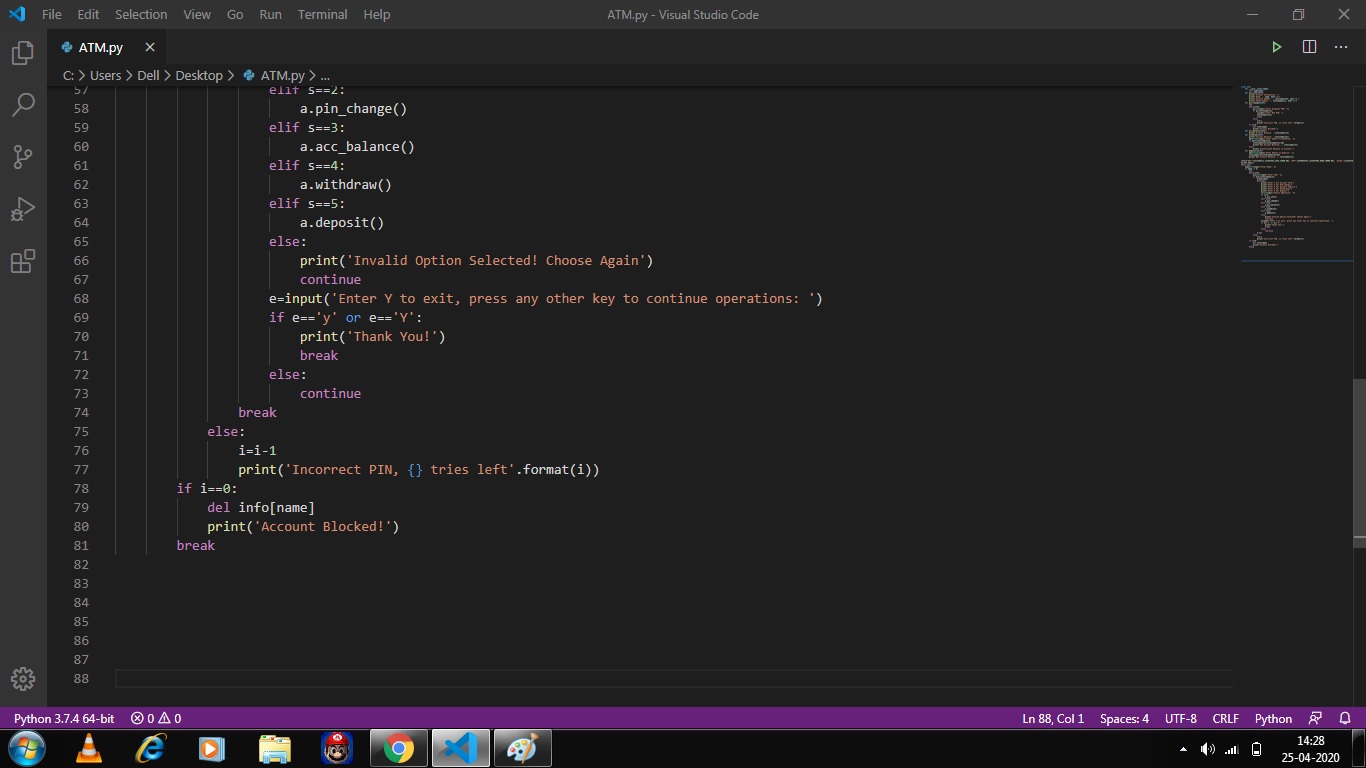 File Edit Selection View Go Run Terminal Help ATM.py - Visual Studio Code
ATM.py
C: > Users > Dell > Desktop > ATM.py > ...
57 elif s==2:
58 a.pin_change()
59 elif s==3:
60 a.acc_balance()
61 elif s==4:
62 a.withdraw()
63 elif s==5:
64 a.deposit()
65 else:
66 print('Invalid Option Selected! Choose Again')
67 continue
68 e=input('Enter Y to exit, press any other key to continue operations: ')
69 if e=='y' or e=='Y':
70 print('Thank You!')
71 break
72 else:
73 continue
74 break
75 else:
76 i=i-1
77 print('Incorrect PIN, {} tries left'.format(i))
78 if i==0:
79 del info[name]
80 print('Account Blocked!')
81 break
82
83
84
85
86
87
88
Python 3.7.4 64-bit 0 0 Ln 88, Col 1 Spaces: 4 UTF-8 CRLF Python
14:28
25-04-2020